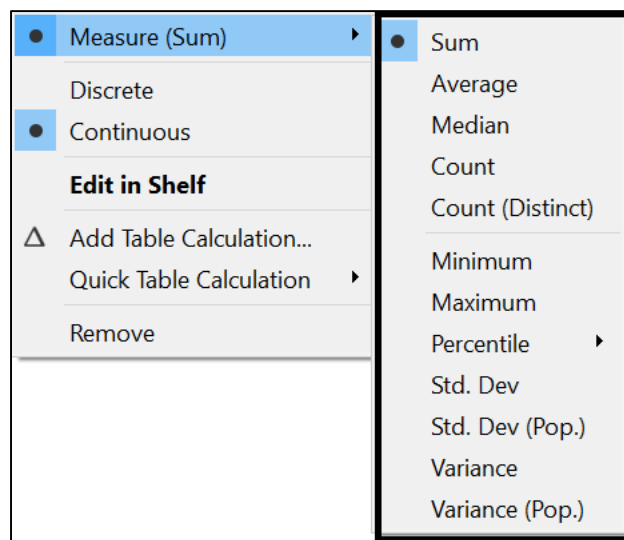 Measure (Sum)
Discrete
Continuous
Edit in Shelf
Add Table Calculation...
Quick Table Calculation
Remove
Sum
Average
Median
Count
Count (Distinct)
Minimum
Maximum
Percentile
Std. Dev
Std. Dev (Pop.)
Variance
Variance (Pop.)